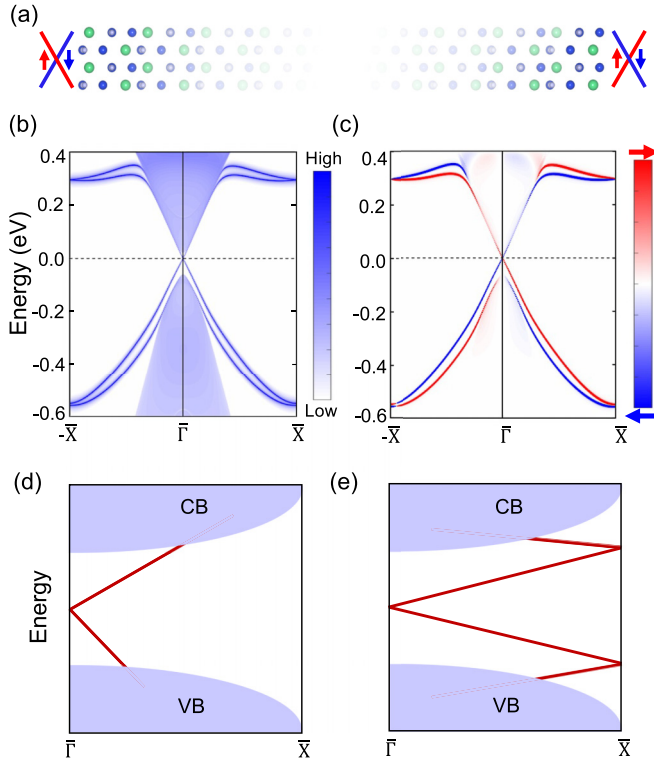 (a)
(b)
(c)
High
Low
Energy (eV)
0.4
0.2
0.0
-0.2
-0.4
-0.6
-X̅
Γ̅
X̅
0.4
0.2
0.0
-0.2
-0.4
-0.6
-X̅
Γ̅
X̅
(d)
(e)
Energy
CB
VB
Γ̅
X̅
CB
VB
Γ̅
X̅